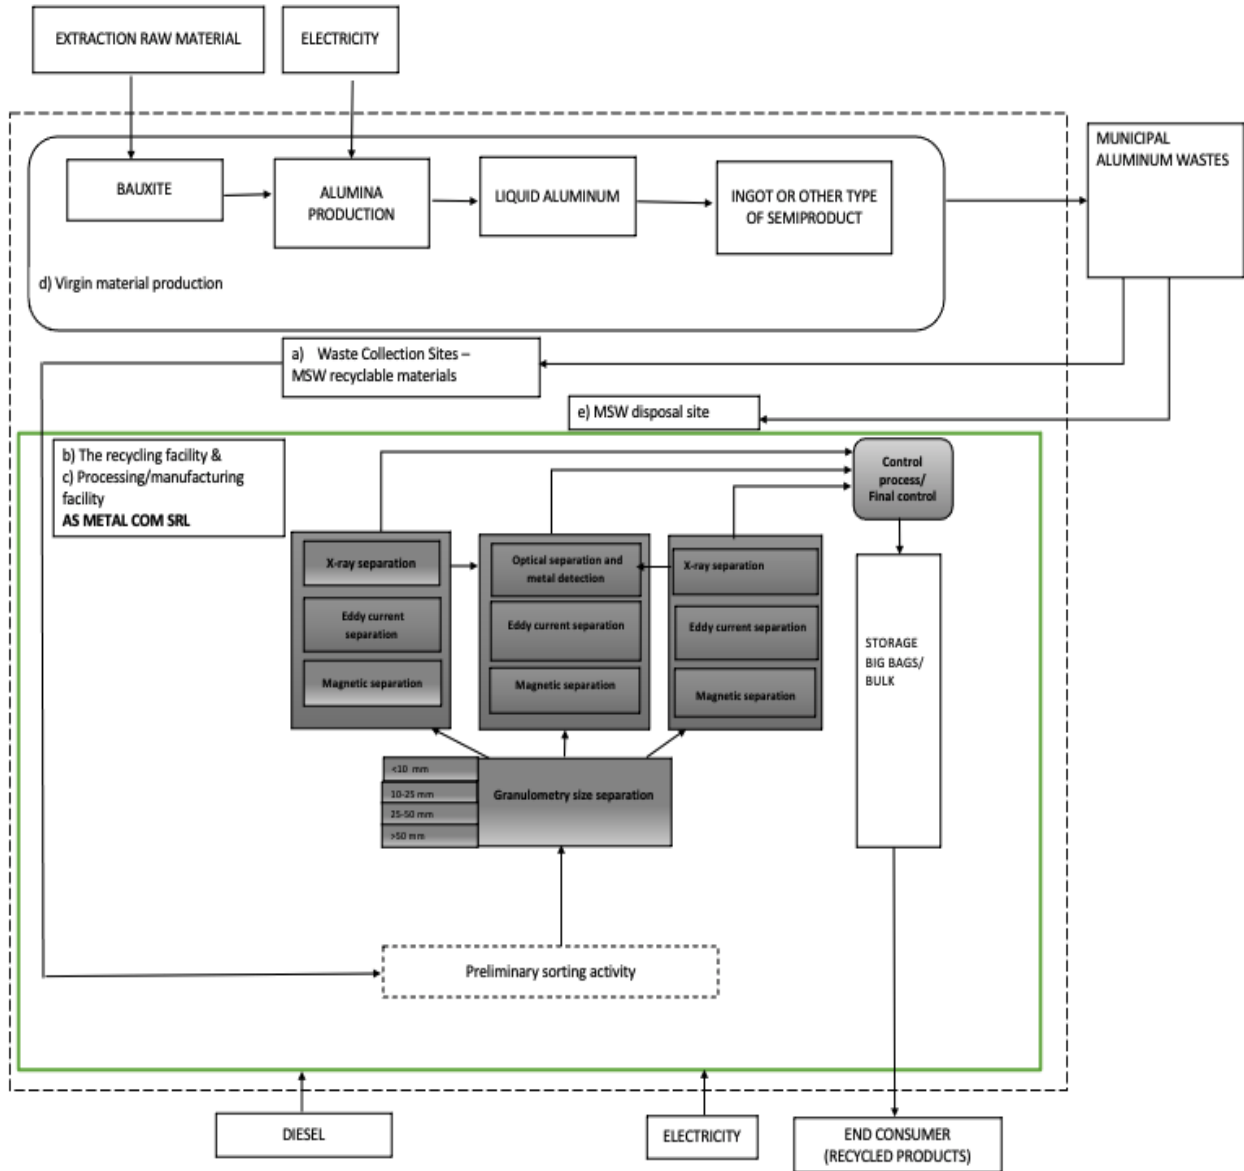 EXTRACTION RAW MATERIAL
ELECTRICITY
MUNICIPAL
ALUMINUM WASTES
BAUXITE
ALUMINA
PRODUCTION
LIQUID ALUMINUM
INGOT OR OTHER TYPE
OF SEMIPRODUCT
d) Virgin material production
a) Waste Collection Sites –
MSW recyclable materials
e) MSW disposal site
b) The recycling facility &
c) Processing/manufacturing
facility
AS METAL COM SRL
Control
process/
Final control
X-ray separation
Eddy current
separation
Magnetic separation
Optical separation and
metal detection
Eddy current separation
Magnetic separation
X-ray separation
Eddy current separation
Magnetic separation
STORAGE
BIG BAGS/
BULK
<10 mm
10-25 mm
25-50 mm
>50 mm
Granulometry size separation
Preliminary sorting activity
DIESEL
ELECTRICITY
END CONSUMER
(RECYCLED PRODUCTS)